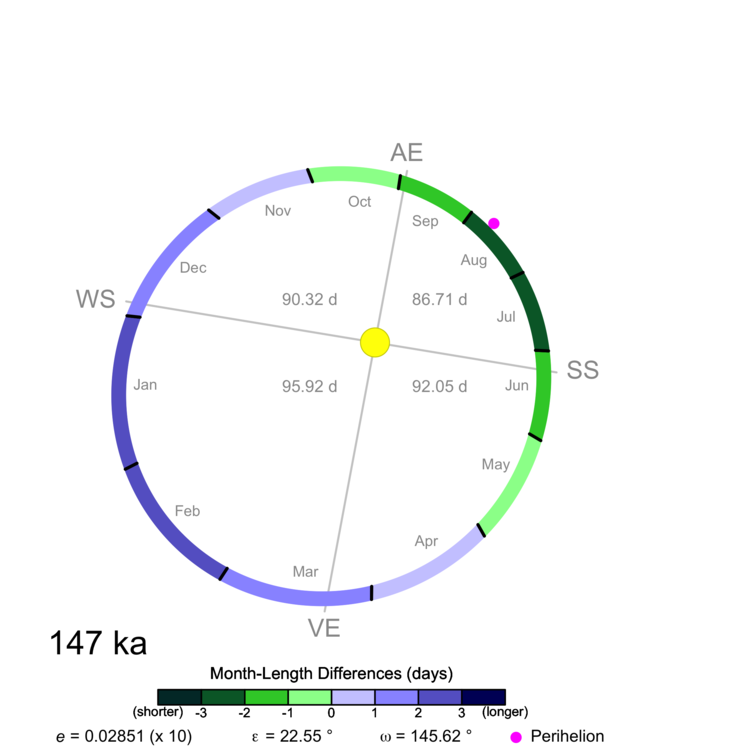 AE
Oct
Sep
Nov
Aug
Dec
WS
90.32 d
86.71 d
Jul
SS
Jan
95.92 d
92.05 d
Jun
May
Feb
Apr
Mar
VE
147 ka
Month-Length Differences (days)
(shorter) -3 -2 -1 0 1 2 3 (longer)
e = 0.02851 (x 10) ε = 22.55 ° ω = 145.62 ° Perihelion